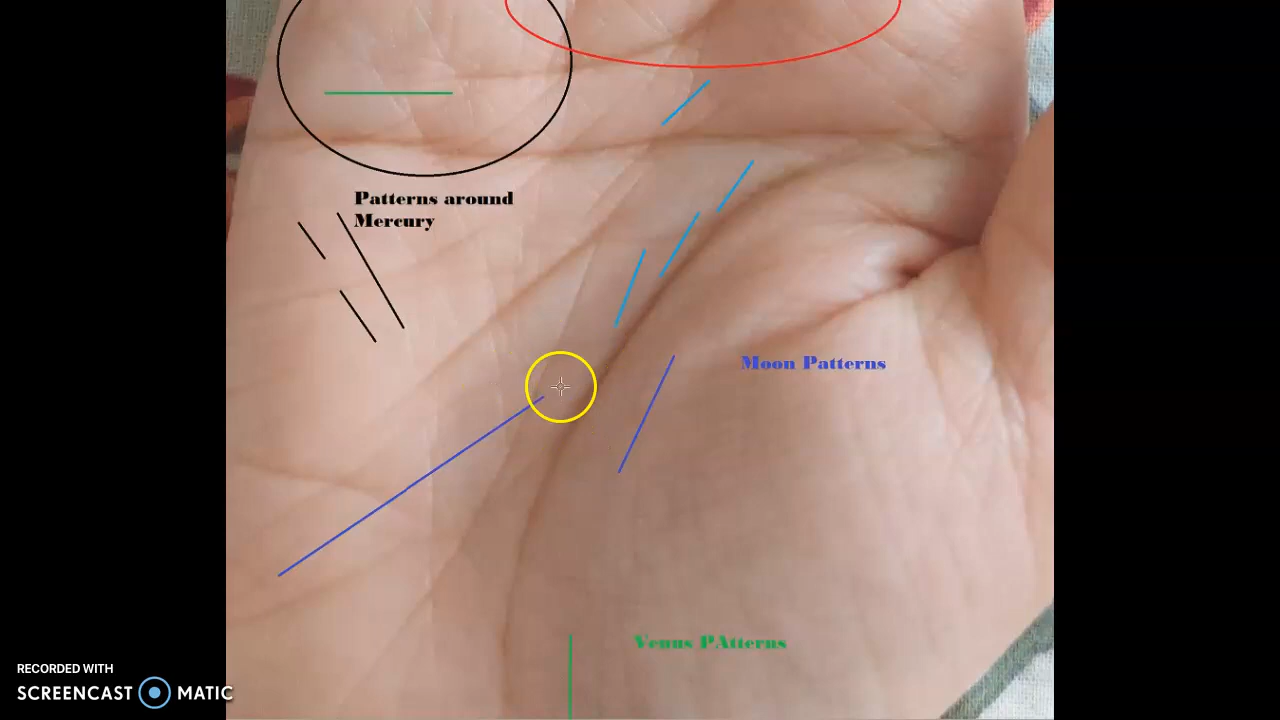 Patterns around
Mercury
Moon Patterns
Venus PAtterns
RECORDED WITH
SCREENCAST MATIC